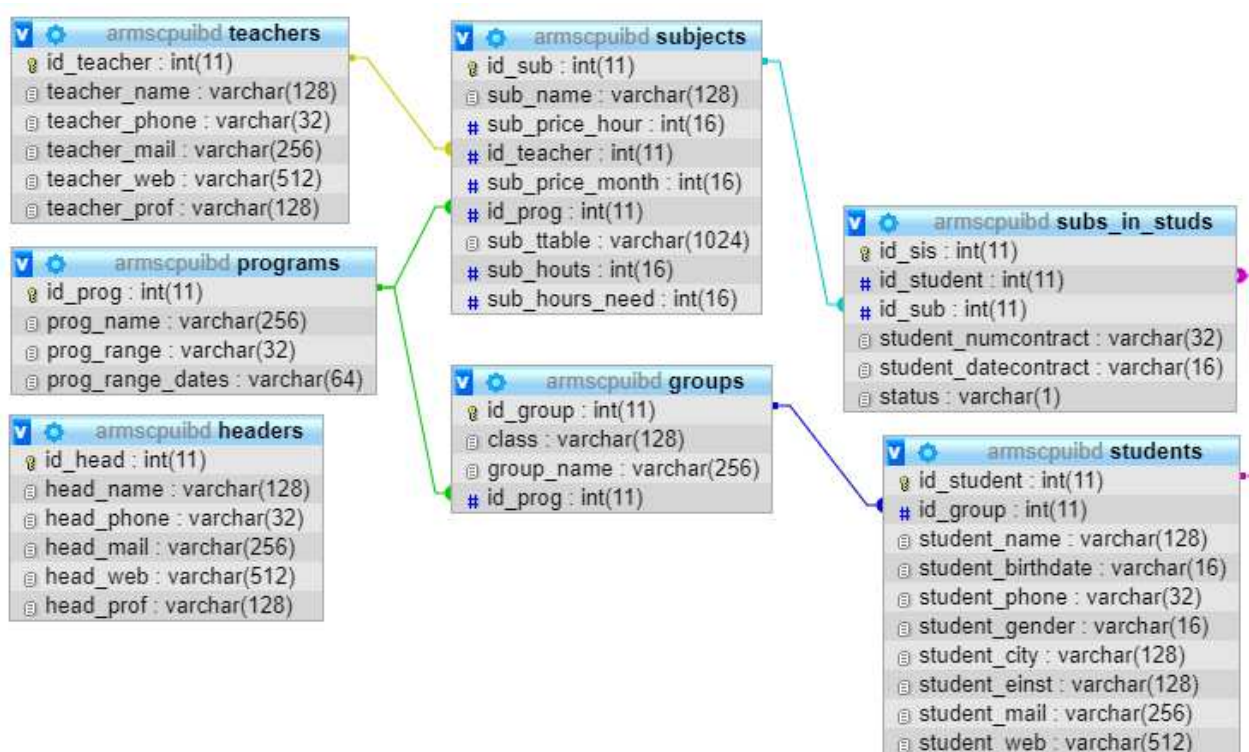 armscpuibd teachers
id_teacher : int(11)
teacher_name : varchar(128)
teacher_phone : varchar(32)
teacher_mail : varchar(256)
teacher_web : varchar(512)
teacher_prof : varchar(128)
armscpuibd programs
id_prog : int(11)
prog_name : varchar(256)
prog_range : varchar(32)
prog_range_dates : varchar(64)
armscpuibd headers
id_head : int(11)
head_name : varchar(128)
head_phone : varchar(32)
head_mail : varchar(256)
head_web : varchar(512)
head_prof : varchar(128)
armscpuibd subjects
id_sub : int(11)
sub_name : varchar(128)
# sub_price_hour : int(16)
# id_teacher : int(11)
# sub_price_month : int(16)
# id_prog : int(11)
sub_ttable : varchar(1024)
# sub_houts : int(16)
# sub_hours_need : int(16)
armscpuibd groups
id_group : int(11)
class : varchar(128)
group_name : varchar(256)
# id_prog : int(11)
armscpuibd subs_in_studs
id_sis : int(11)
# id_student : int(11)
# id_sub : int(11)
student_numcontract : varchar(32)
student_datecontract : varchar(16)
status : varchar(1)
armscpuibd students
id_student : int(11)
# id_group : int(11)
student_name : varchar(128)
student_birthdate : varchar(16)
student_phone : varchar(32)
student_gender : varchar(16)
student_city : varchar(128)
student_einst : varchar(128)
student_mail : varchar(256)
student_web : varchar(512)